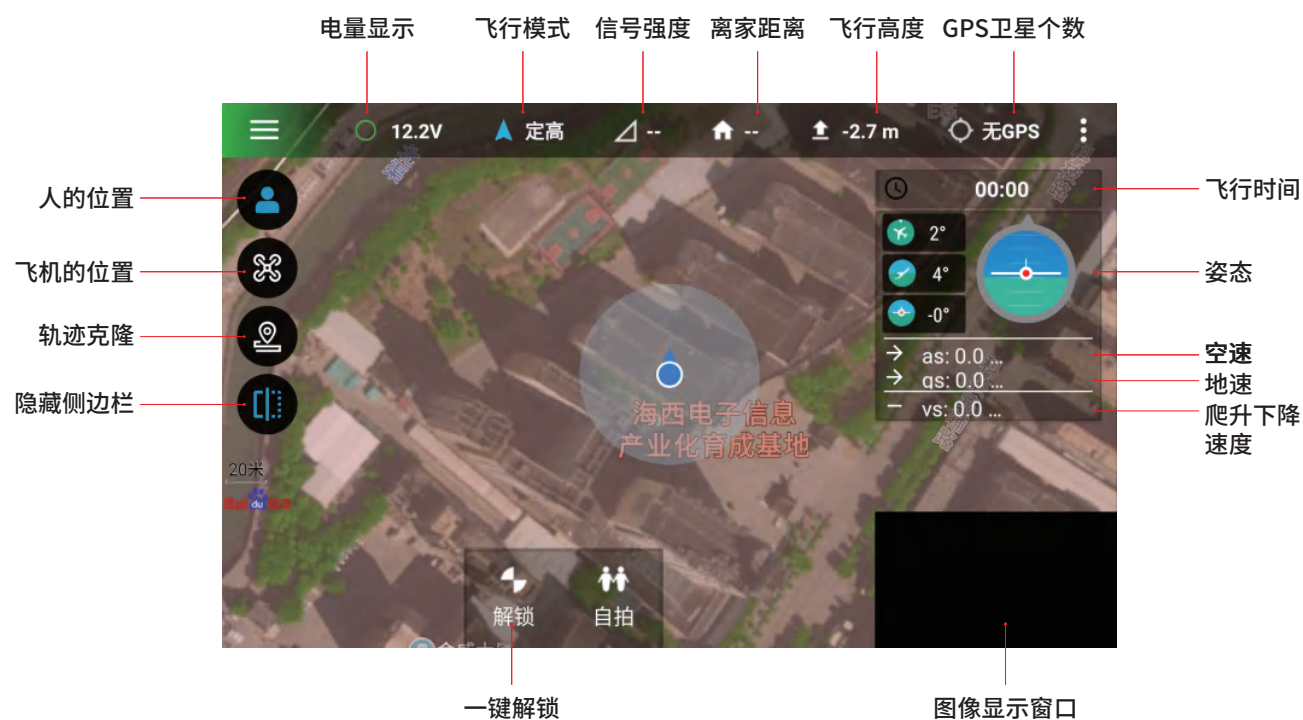 电量显示
飞行模式
信号强度
离家距离
飞行高度
GPS卫星个数
12.2V
定高
--
--
-2.7 m
无GPS
人的位置
飞机的位置
轨迹克隆
隐藏侧边栏
00:00
飞行时间
2°
4°
-0°
姿态
as: 0.0 ...
空速
gs: 0.0 ...
地速
vs: 0.0 ...
爬升下降
速度
海西电子信息
产业化育成基地
20米
Bai du
解锁
自拍
一键解锁
图像显示窗口